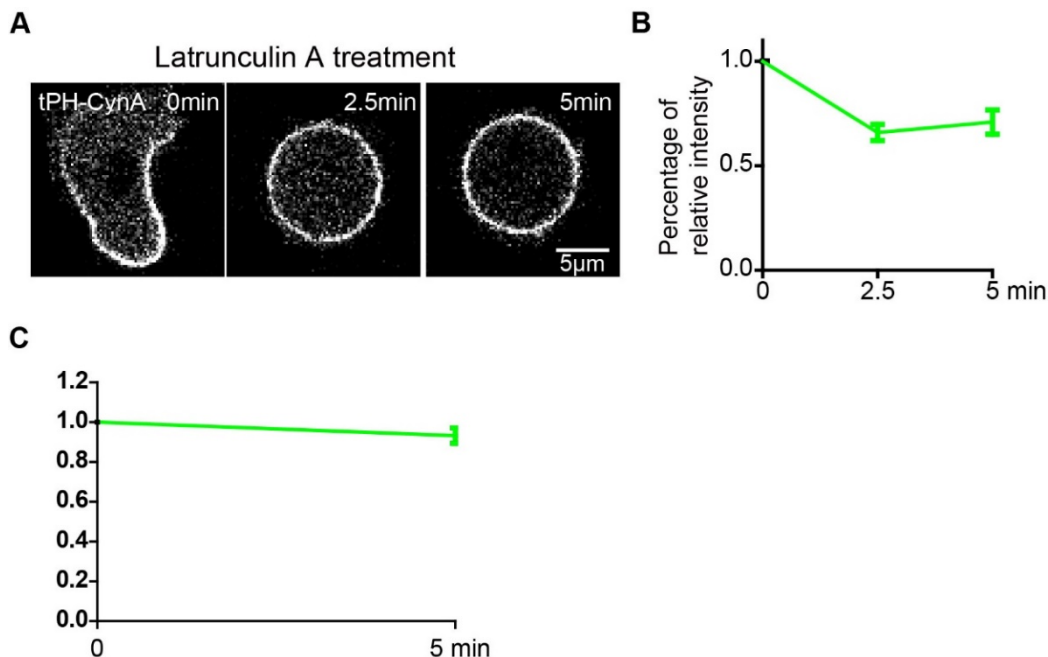 A
Latrunculin A treatment
tPH-CynA 0min
2.5min
5min
5μm
B
Percentage of
relative intensity
1.0
0.5
0.0
0
2.5
5 min
C
1.2
1.0
0.8
0.6
0.4
0.2
0.0
0
5 min